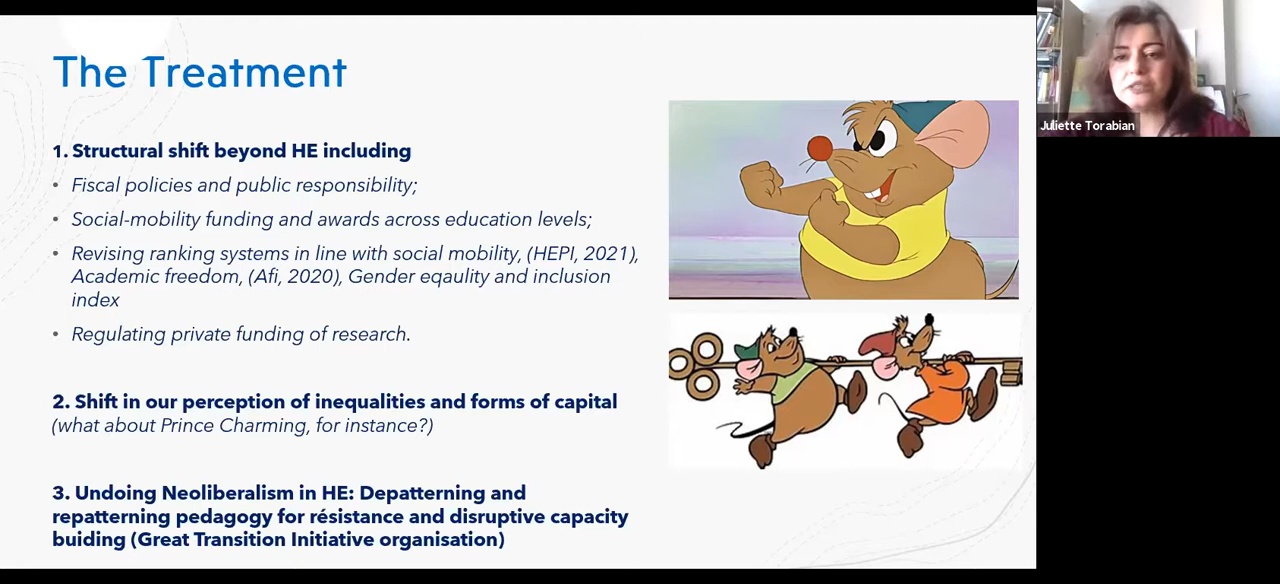 The Treatment
1. Structural shift beyond HE including
• Fiscal policies and public responsibility;
• Social-mobility funding and awards across education levels;
• Revising ranking systems in line with social mobility, (HEPI, 2021),
Academic freedom, (Afi, 2020), Gender eqaulity and inclusion
index
• Regulating private funding of research.
2. Shift in our perception of inequalities and forms of capital
(what about Prince Charming, for instance?)
3. Undoing Neoliberalism in HE: Depatterning and
repatterning pedagogy for résistance and disruptive capacity
buiding (Great Transition Initiative organisation)
Juliette Torabian